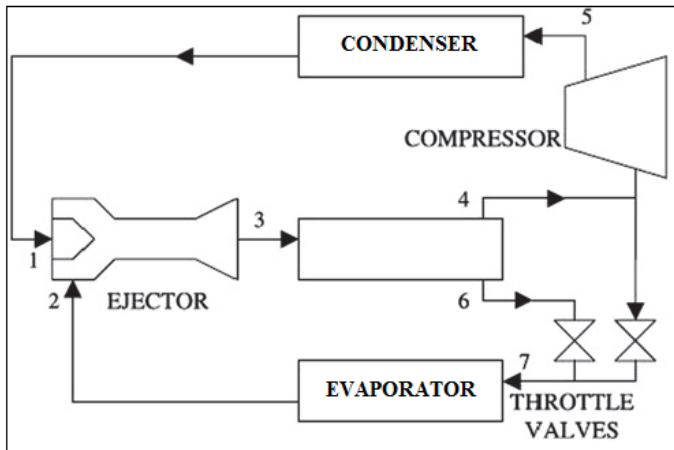 5
CONDENSER
COMPRESSOR
4
3
1
2
EJECTOR
6
7
EVAPORATOR
THROTTLE
VALVES